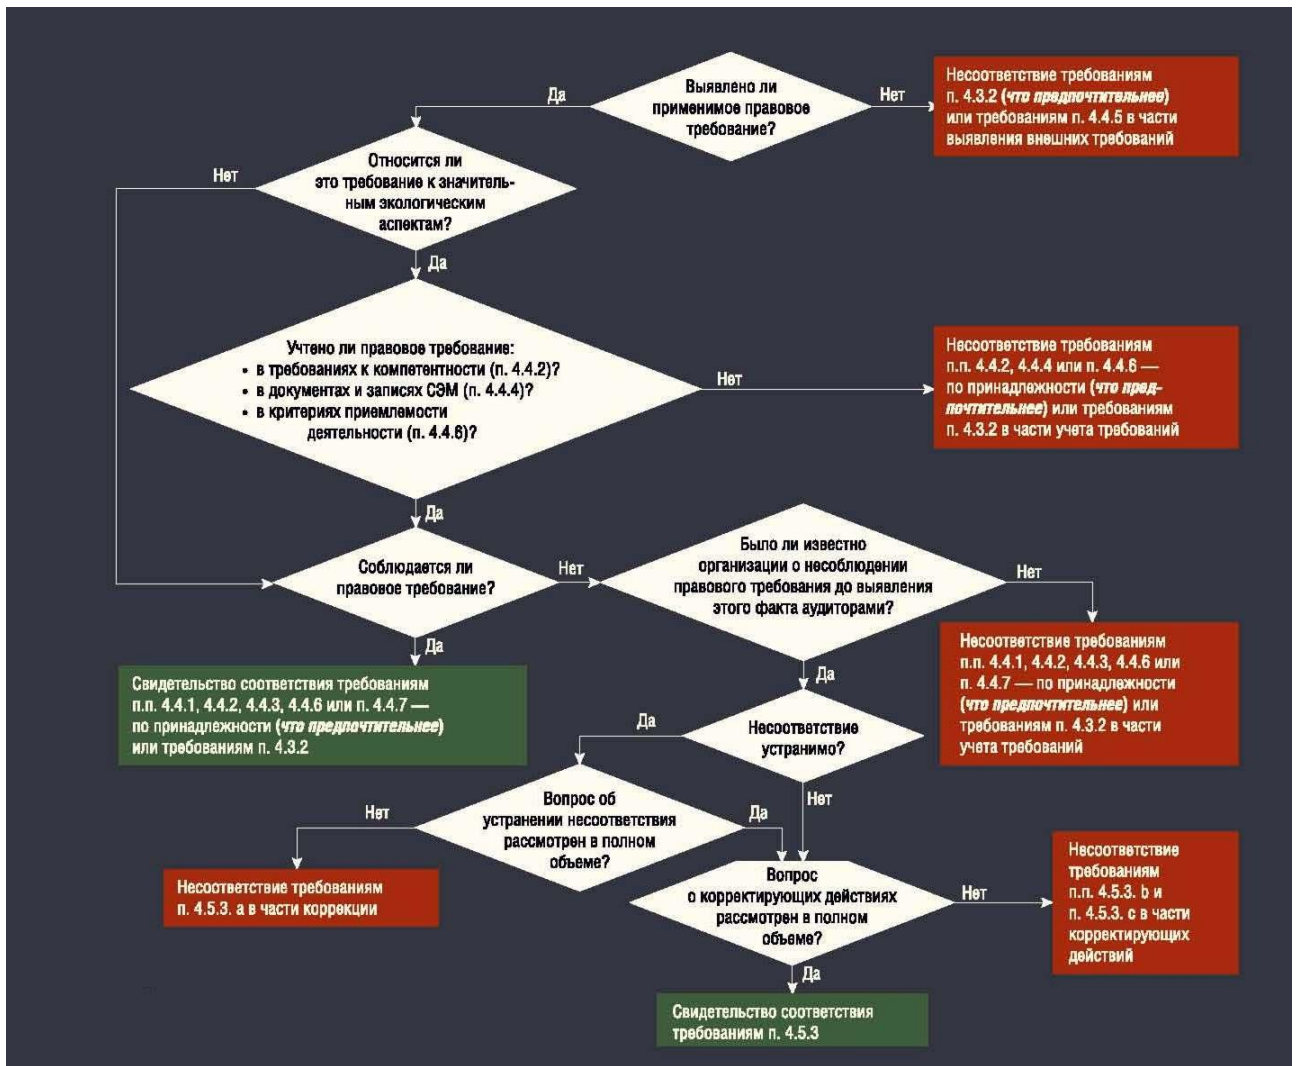 Выявлено ли
применимое правовое
требование?
Да
Нет
Несоответствие требованиям
п. 4.3.2 (что предпочтительнее)
или требованиям п. 4.4.5 в части
выявления внешних требований
Относится ли
это требование к значитель-
ным экологическим
аспектам?
Нет
Да
Учтено ли правовое требование:
• в требованиях к компетентности (п. 4.4.2)?
• в документах и записях СЭМ (п. 4.4.4)?
• в критериях приемлемости
деятельности (п. 4.4.6)?
Нет
Несоответствие требованиям
п.п. 4.4.2, 4.4.4 или п. 4.4.6 —
по принадлежности (что пред-
почтительнее) или требованиям
п. 4.3.2 в части учета требований
Да
Соблюдается ли
правовое требование?
Нет
Было ли известно
организации о несоблюдении
правового требования до выявления
этого факта аудиторами?
Нет
Да
Свидетельство соответствия требованиям
п.п. 4.4.1, 4.4.2, 4.4.3, 4.4.6 или п. 4.4.7 —
по принадлежности (что предпочтительнее)
или требованиям п. 4.3.2
Да
Несоответствие требованиям
п.п. 4.4.1, 4.4.2, 4.4.3, 4.4.6 или
п. 4.4.7 — по принадлежности
(что предпочтительнее) или
требованиям п. 4.3.2 в части
учета требований
Несоответствие
устранимо?
Да
Нет
Вопрос об
устранении несоответствия
рассмотрен в полном
объеме?
Нет
Да
Несоответствие требованиям
п. 4.5.3. а в части коррекции
Вопрос
о корректирующих действиях
рассмотрен в полном
объеме?
Нет
Несоответствие
требованиям
п.п. 4.5.3. b и
п. 4.5.3. c в части
корректирующих
действий
Да
Свидетельство соответствия
требованиям п. 4.5.3